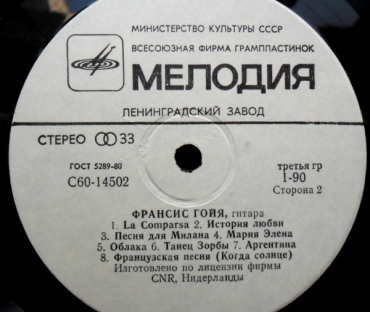 МИНИСТЕРСТВО КУЛЬТУРЫ СССР
ВСЕСОЮЗНАЯ ФИРМА ГРАМПЛАСТИНОК
МЕЛОДИЯ
ЛЕНИНГРАДСКИЙ ЗАВОД
СТЕРЕО 33
ГОСТ 5289-80
С60-14502
третья гр
1-90
Сторона 2
ФРАНСИС ГОЙЯ, гитара
1. La Comparsa 2. История любви
3. Песня для Милана 4. Мария Элена
5. Облака 6. Танец Зорбы 7. Аргентина
8. Французская песня (Когда солнце)
Изготовлено по лицензии фирмы
CNR, Нидерланды